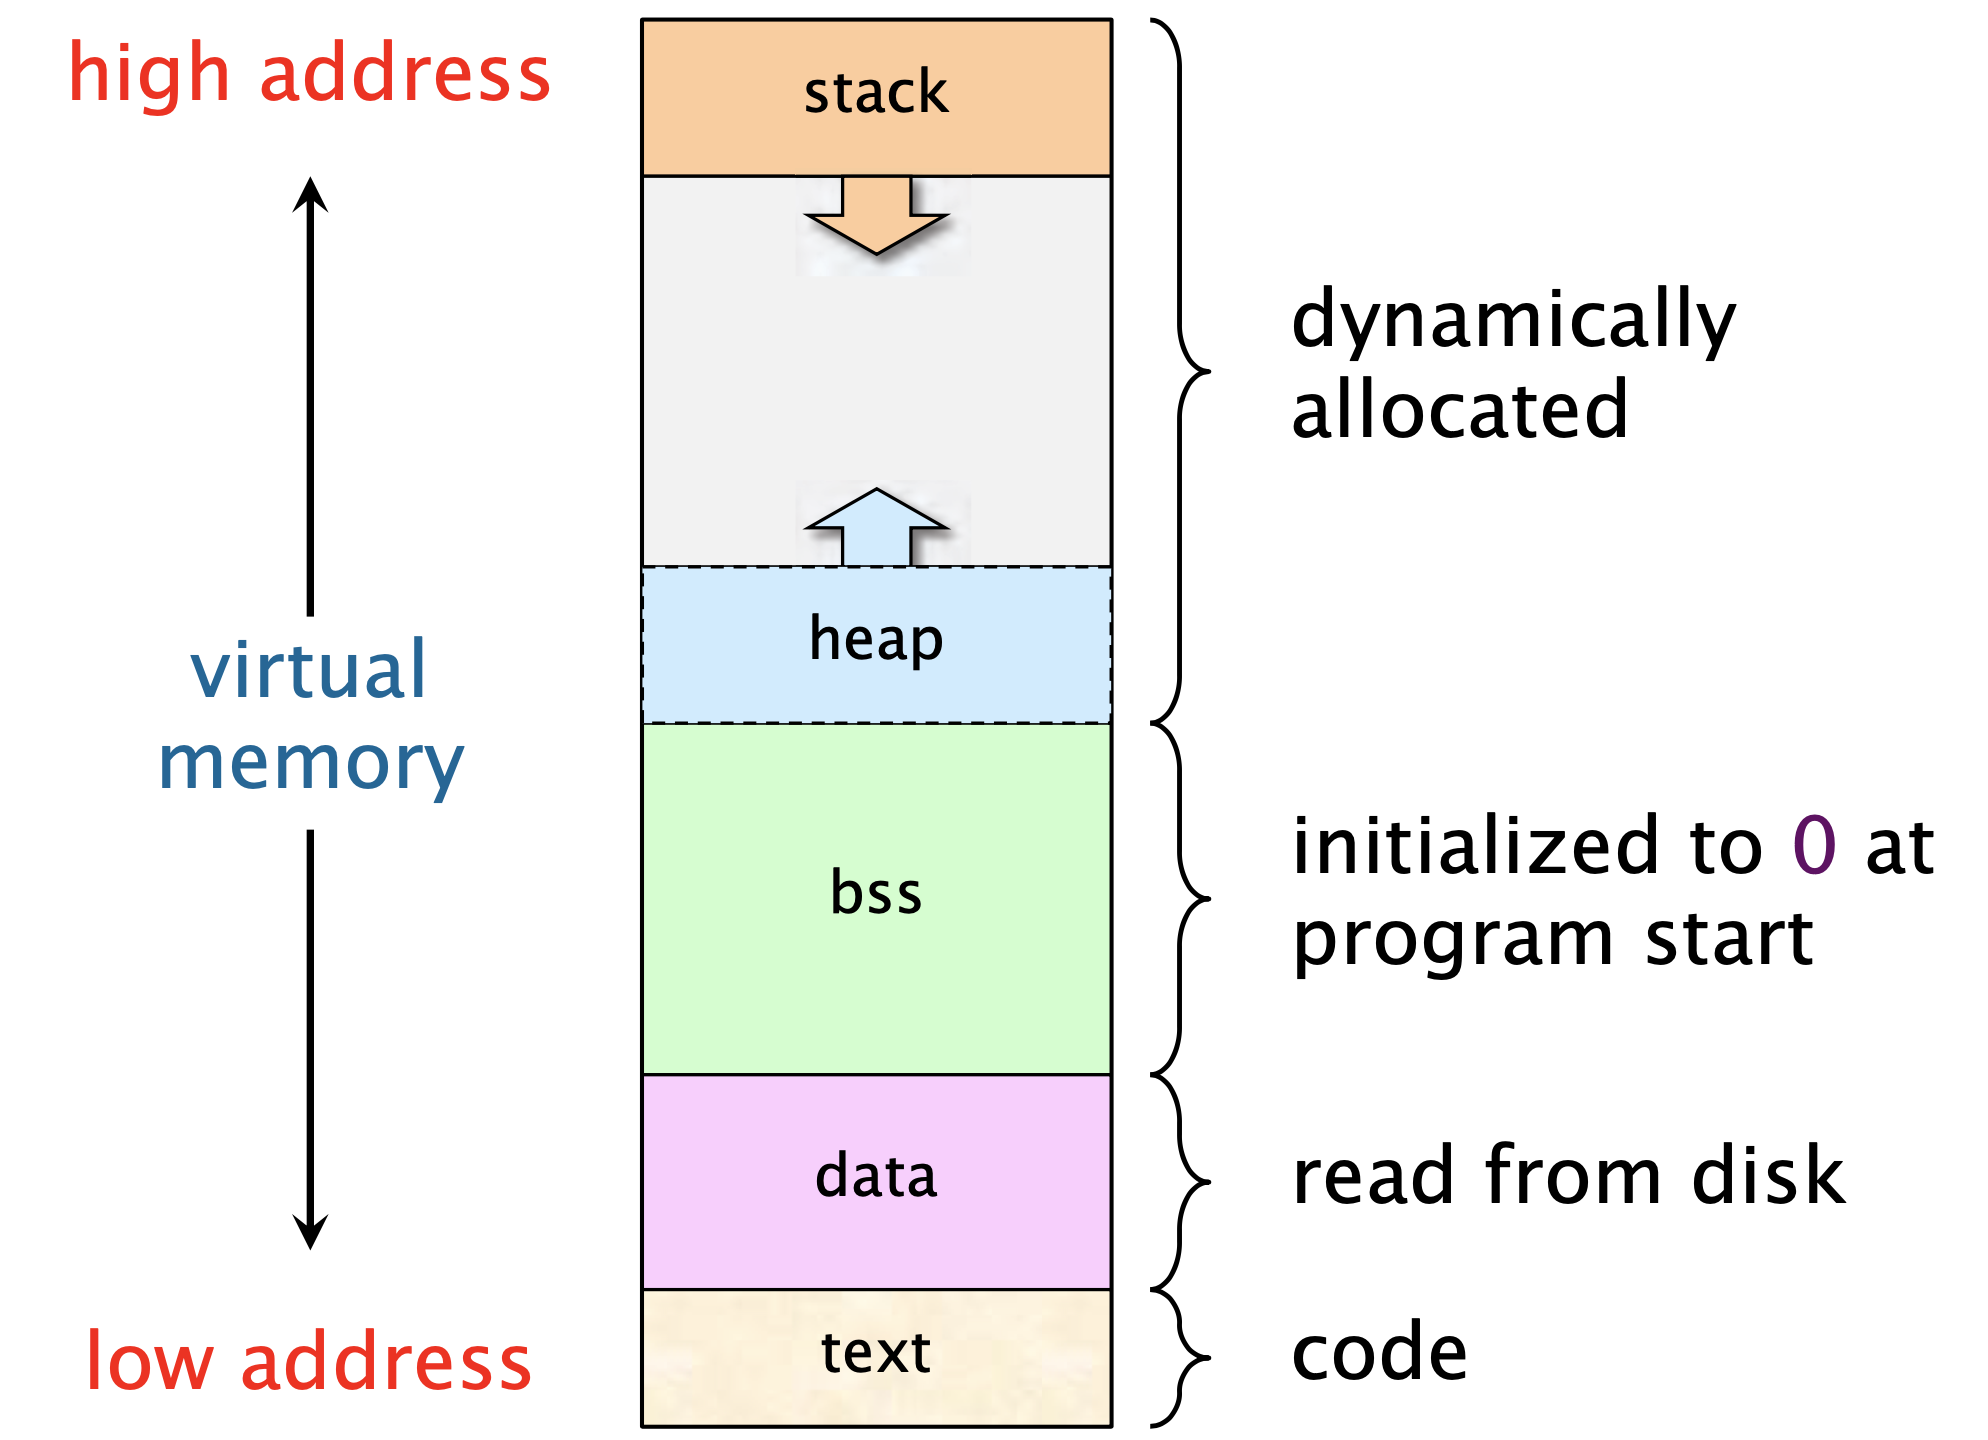 high address
stack
dynamically
allocated
heap
virtual
memory
bss
initialized to 0 at
program start
data
read from disk
low address
text
code